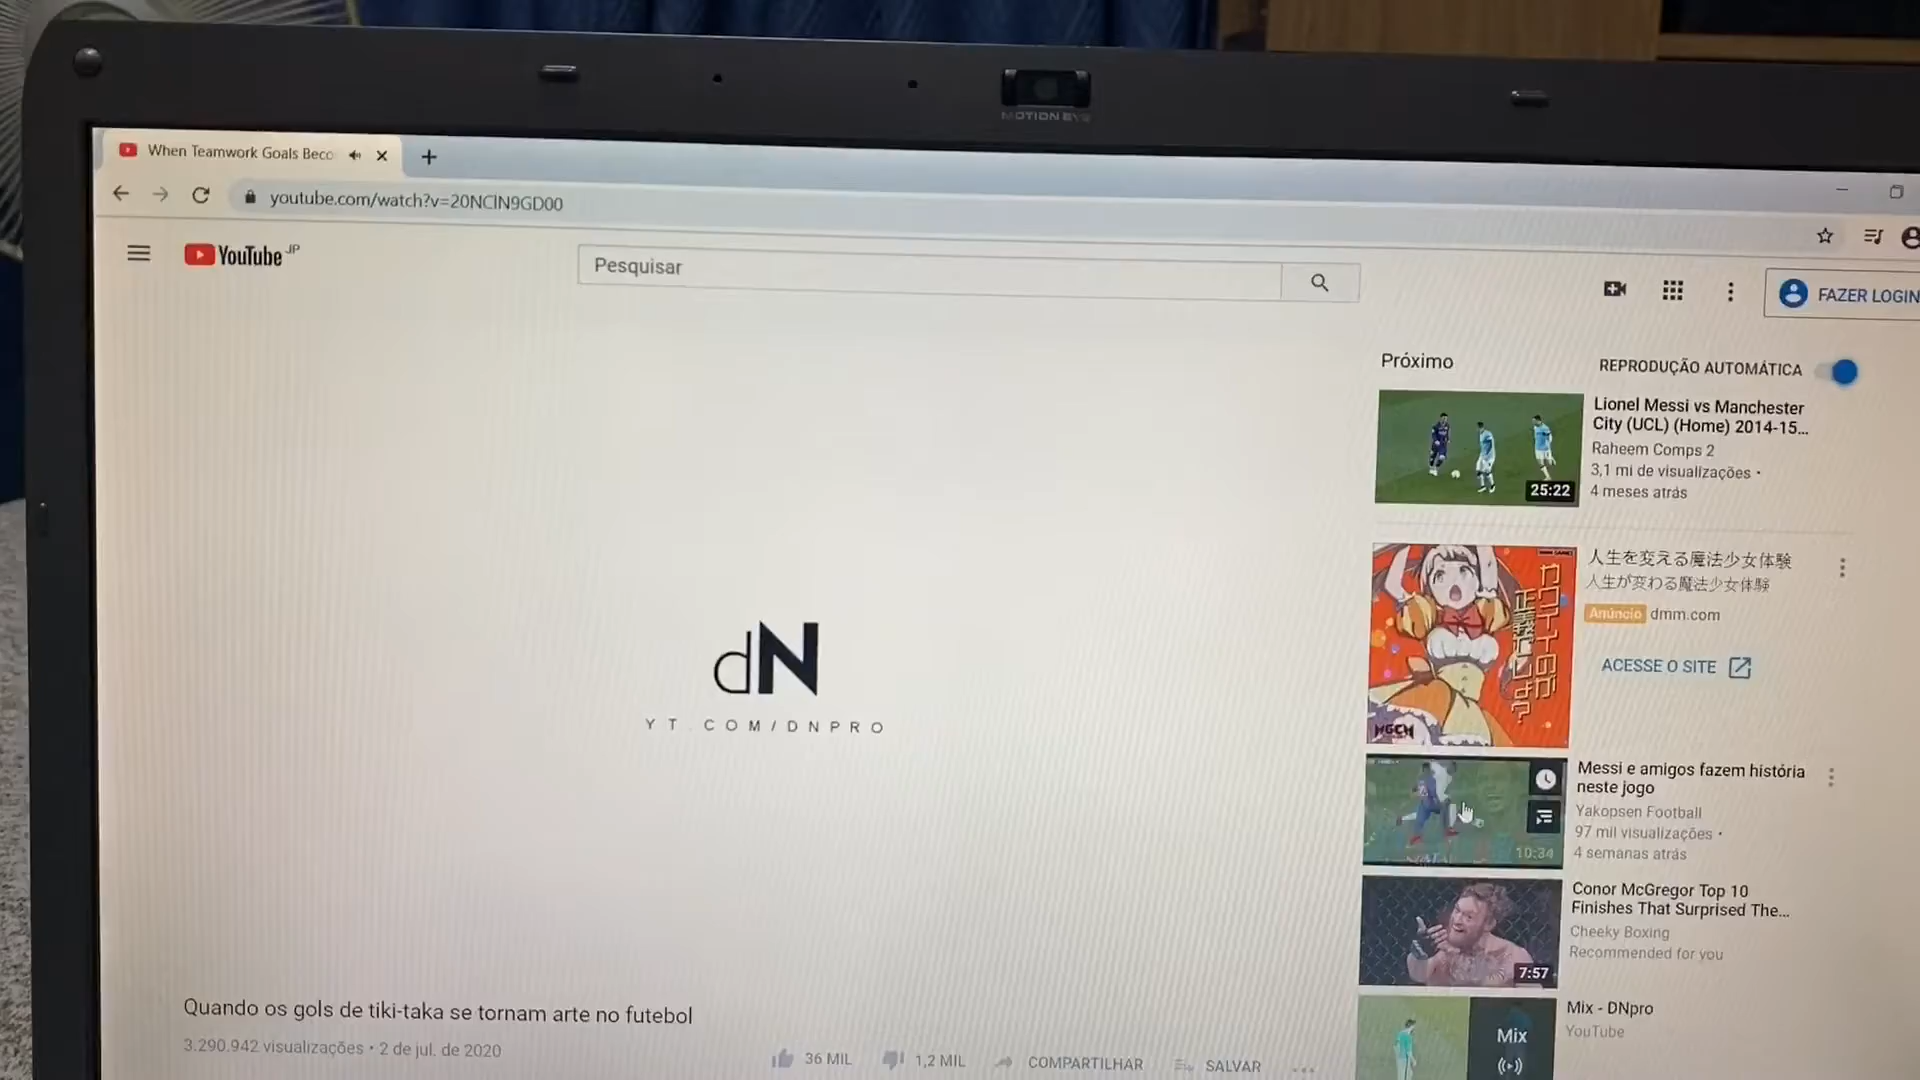 MOTION EYE
When Teamwork Goals Beco
youtube.com/watch?v=20NClN9GD00
YouTube JP
Pesquisar
FAZER LOGIN
Próximo
REPRODUÇÃO AUTOMÁTICA
Lionel Messi vs Manchester
City (UCL) (Home) 2014-15...
Raheem Comps 2
3,1 mi de visualizações •
4 meses atrás
25:22
人生を変える魔法少女体験
人生が変わる魔法少女体験
Anúncio dmm.com
ACESSE O SITE
MGCM
dN
YT.COM/DNPRO
Messi e amigos fazem história
neste jogo
Yakopsen Football
97 mil visualizações •
4 semanas atrás
10:34
Conor McGregor Top 10
Finishes That Surprised The...
Cheeky Boxing
Recommended for you
7:57
Mix - DNpro
YouTube
Mix
Quando os gols de tiki-taka se tornam arte no futebol
3.290.942 visualizações • 2 de jul. de 2020
36 MIL
1,2 MIL
COMPARTILHAR
SALVAR